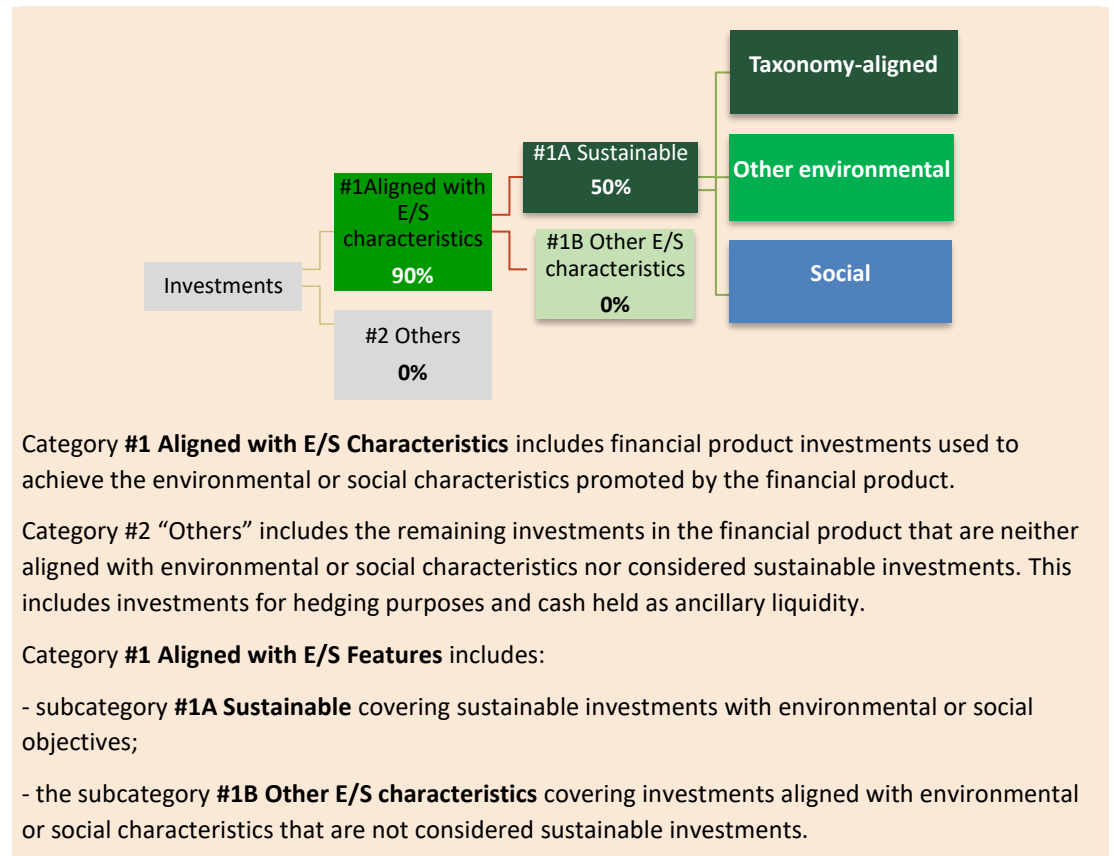 Taxonomy-aligned
#1A Sustainable
50%
Other environmental
#1Aligned with
E/S
characteristics
90%
#1B Other E/S
characteristics
0%
Social
Investments
#2 Others
0%
Category #1 Aligned with E/S Characteristics includes financial product investments used to
achieve the environmental or social characteristics promoted by the financial product.
Category #2 “Others” includes the remaining investments in the financial product that are neither
aligned with environmental or social characteristics nor considered sustainable investments. This
includes investments for hedging purposes and cash held as ancillary liquidity.
Category #1 Aligned with E/S Features includes:
- subcategory #1A Sustainable covering sustainable investments with environmental or social
objectives;
- the subcategory #1B Other E/S characteristics covering investments aligned with environmental
or social characteristics that are not considered sustainable investments.